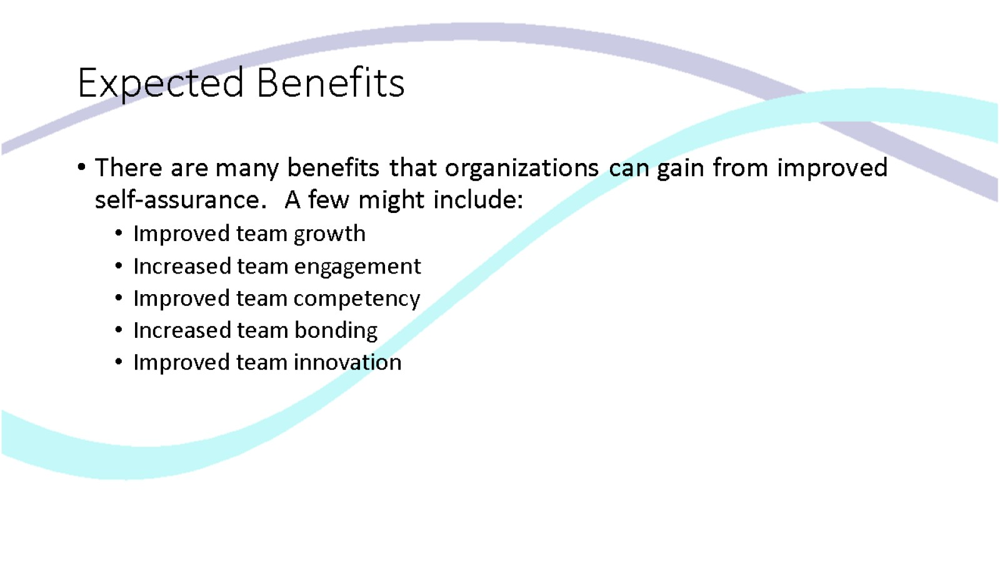 Expected Benefits
• There are many benefits that organizations can gain from improved
self-assurance.  A few might include:
• Improved team growth
• Increased team engagement
• Improved team competency
• Increased team bonding
• Improved team innovation